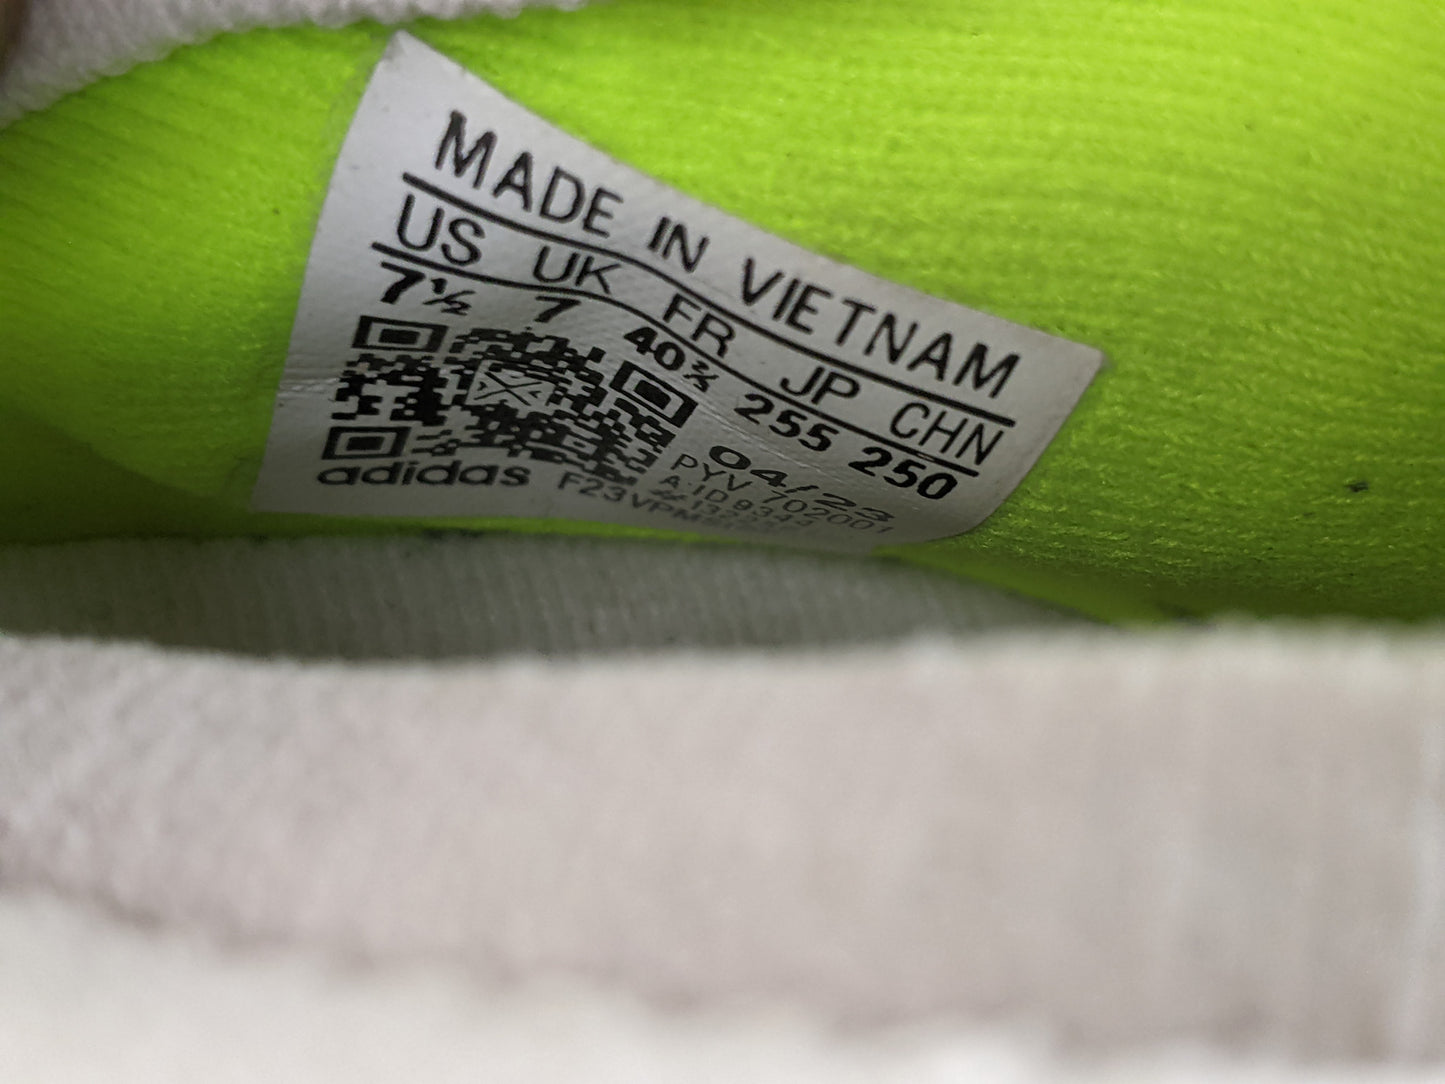 MADE IN VIETNAM
US UK FR JP CHN
7½ 7 40⅔ 255 250
04/23
PYV 702001
adidas